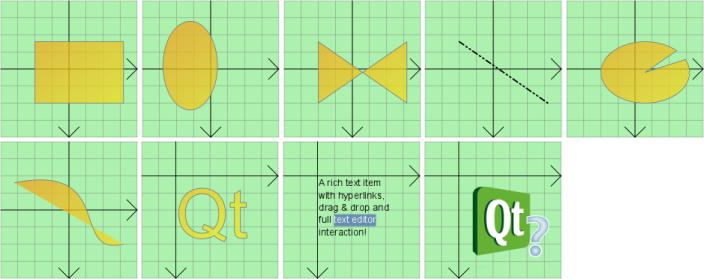 Qt
A rich text item
with hyperlinks,
drag & drop and
full text editor
interaction!
Qt
?